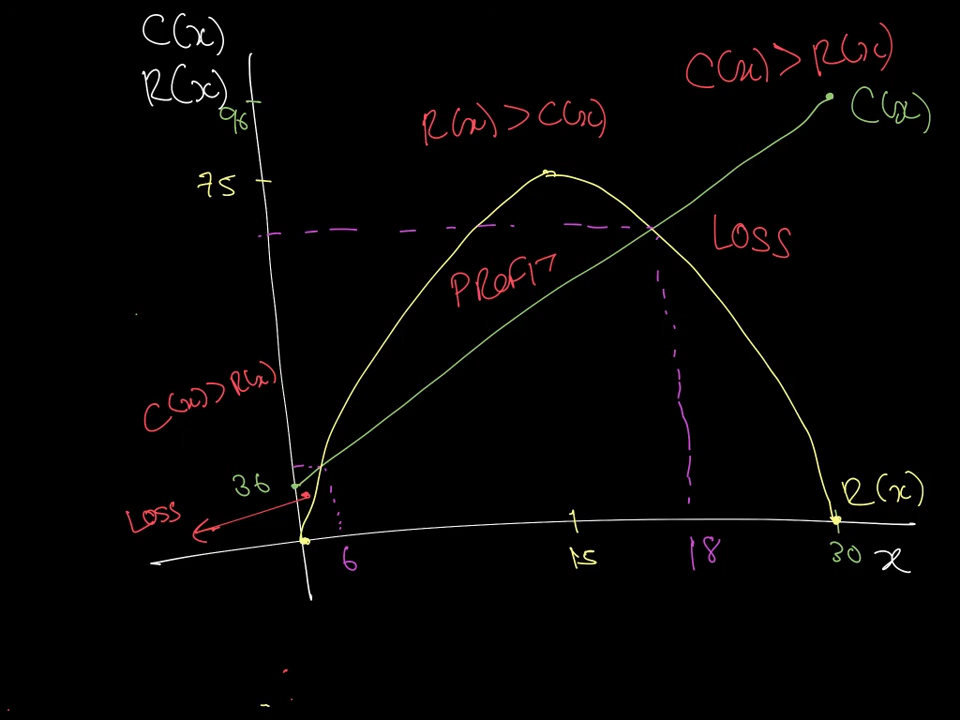 C(x)
R(x)
96
75
R(x) > C(x)
C(x) > R(x)
C(x)
LOSS
PROFIT
C(x) > R(x)
36
LOSS
R(x)
6
15
18
30
x